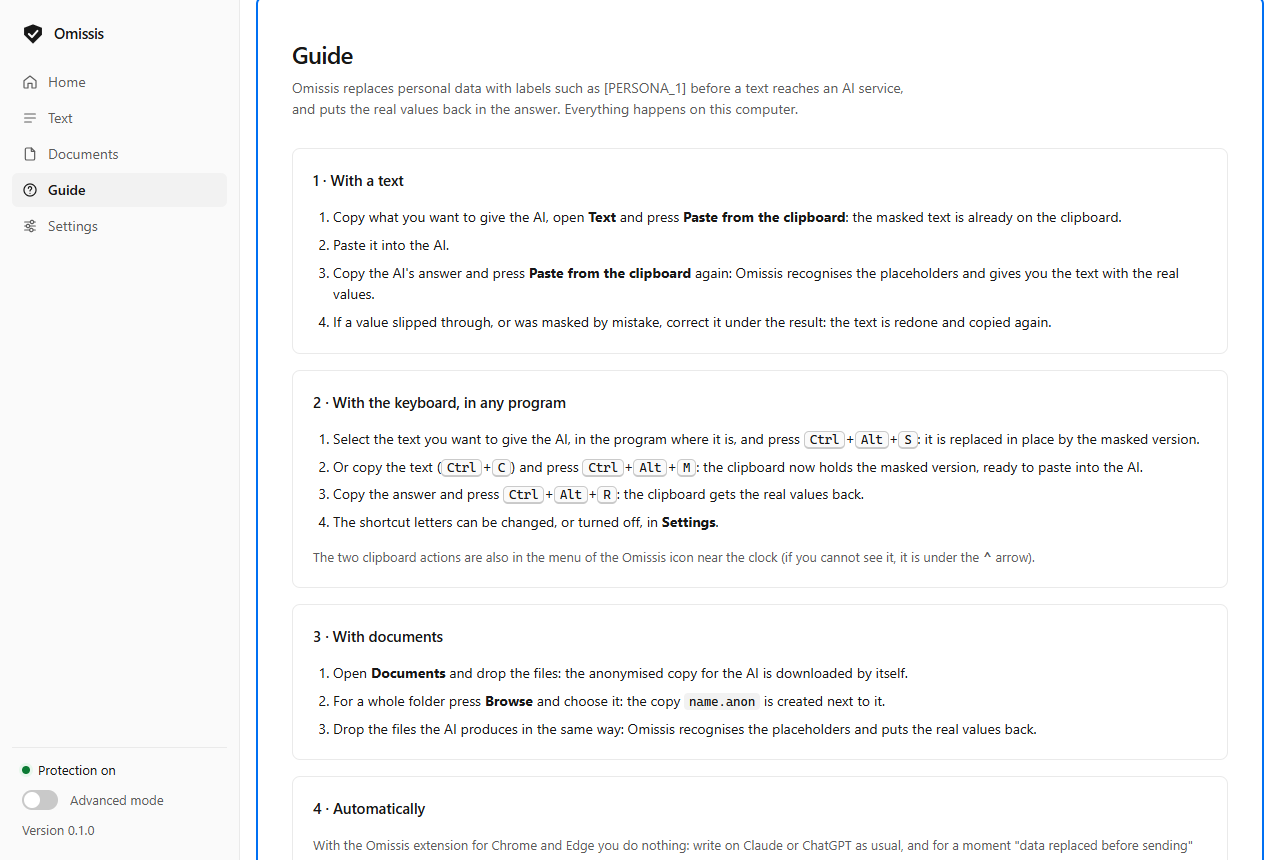 Omissis
Home
Text
Documents
Guide
Settings
Protection on
Advanced mode
Version 0.1.0
Guide
Omissis replaces personal data with labels such as [PERSONA_1] before a text reaches an AI service,
and puts the real values back in the answer. Everything happens on this computer.
1 · With a text
1. Copy what you want to give the AI, open Text and press Paste from the clipboard: the masked text is already on the clipboard.
2. Paste it into the AI.
3. Copy the AI's answer and press Paste from the clipboard again: Omissis recognises the placeholders and gives you the text with the real
values.
4. If a value slipped through, or was masked by mistake, correct it under the result: the text is redone and copied again.
2 · With the keyboard, in any program
1. Select the text you want to give the AI, in the program where it is, and press Ctrl+Alt+S: it is replaced in place by the masked version.
2. Or copy the text (Ctrl+C) and press Ctrl+Alt+M: the clipboard now holds the masked version, ready to paste into the AI.
3. Copy the answer and press Ctrl+Alt+R: the clipboard gets the real values back.
4. The shortcut letters can be changed, or turned off, in Settings.
The two clipboard actions are also in the menu of the Omissis icon near the clock (if you cannot see it, it is under the ^ arrow).
3 · With documents
1. Open Documents and drop the files: the anonymised copy for the AI is downloaded by itself.
2. For a whole folder press Browse and choose it: the copy name.anon is created next to it.
3. Drop the files the AI produces in the same way: Omissis recognises the placeholders and puts the real values back.
4 · Automatically
With the Omissis extension for Chrome and Edge you do nothing: write on Claude or ChatGPT as usual, and for a moment "data replaced before sending"